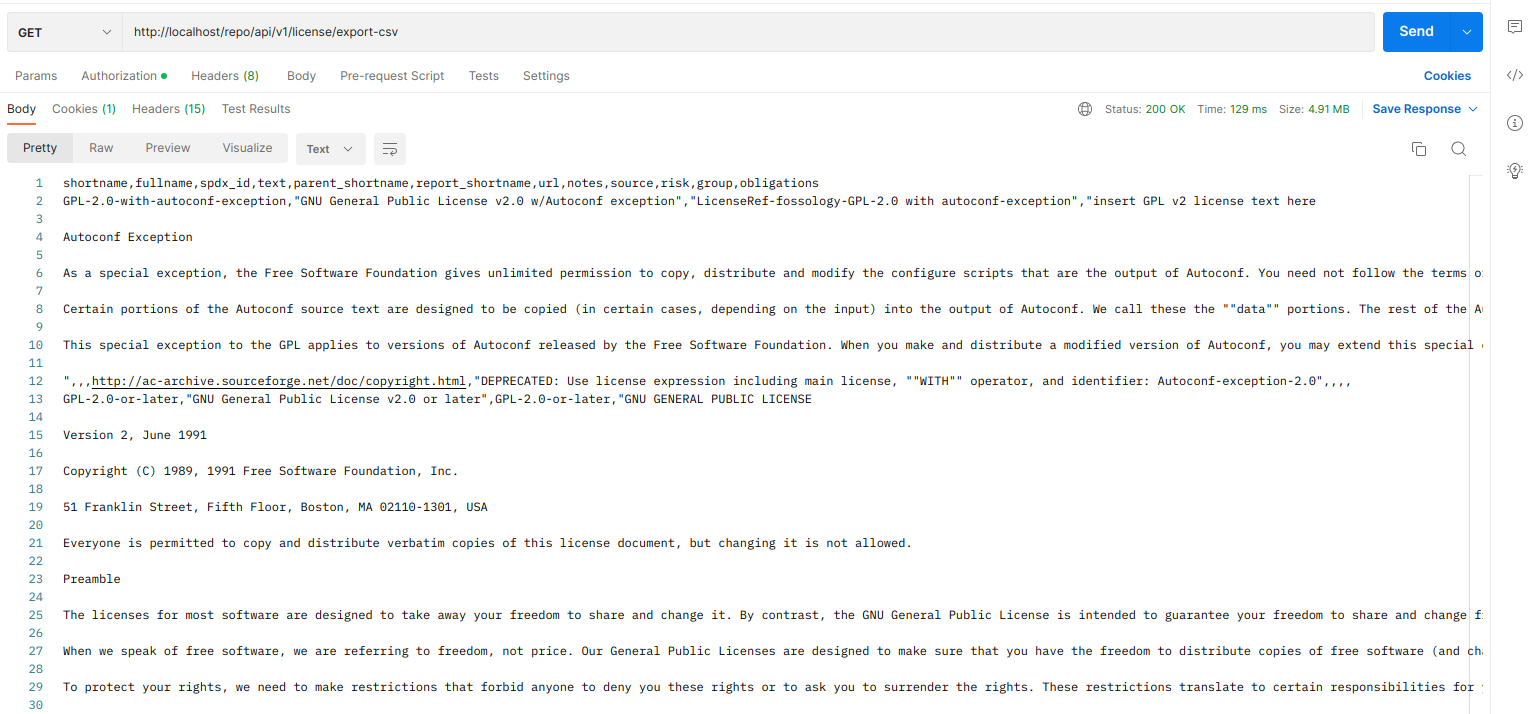 GET http://localhost/repo/api/v1/license/export-csv Send
Params Authorization Headers (8) Body Pre-request Script Tests Settings Cookies
Body Cookies (1) Headers (15) Test Results Status: 200 OK Time: 129 ms Size: 4.91 MB Save Response
Pretty Raw Preview Visualize Text
1 shortname,fullname,spdx_id,text,parent_shortname,report_shortname,url,notes,source,risk,group,obligations
2 GPL-2.0-with-autoconf-exception,"GNU General Public License v2.0 w/Autoconf exception","LicenseRef-fossology-GPL-2.0 with autoconf-exception","insert GPL v2 license text here
3
4 Autoconf Exception
5
6 As a special exception, the Free Software Foundation gives unlimited permission to copy, distribute and modify the configure scripts that are the output of Autoconf. You need not follow the terms
7
8 Certain portions of the Autoconf source text are designed to be copied (in certain cases, depending on the input) into the output of Autoconf. We call these the ""data"" portions. The rest of the
9
10 This special exception to the GPL applies to versions of Autoconf released by the Free Software Foundation. When you make and distribute a modified version of Autoconf, you may extend this special
11
12 ",,,http://ac-archive.sourceforge.net/doc/copyright.html,"DEPRECATED: Use license expression including main license, ""WITH"" operator, and identifier: Autoconf-exception-2.0",,,,
13 GPL-2.0-or-later,"GNU General Public License v2.0 or later",GPL-2.0-or-later,"GNU GENERAL PUBLIC LICENSE
14
15 Version 2, June 1991
16
17 Copyright (C) 1989, 1991 Free Software Foundation, Inc.
18
19 51 Franklin Street, Fifth Floor, Boston, MA 02110-1301, USA
20
21 Everyone is permitted to copy and distribute verbatim copies of this license document, but changing it is not allowed.
22
23 Preamble
24
25 The licenses for most software are designed to take away your freedom to share and change it. By contrast, the GNU General Public License is intended to guarantee your freedom to share and change
26
27 When we speak of free software, we are referring to freedom, not price. Our General Public Licenses are designed to make sure that you have the freedom to distribute copies of free software (and
28
29 To protect your rights, we need to make restrictions that forbid anyone to deny you these rights or to ask you to surrender the rights. These restrictions translate to certain responsibilities for
30